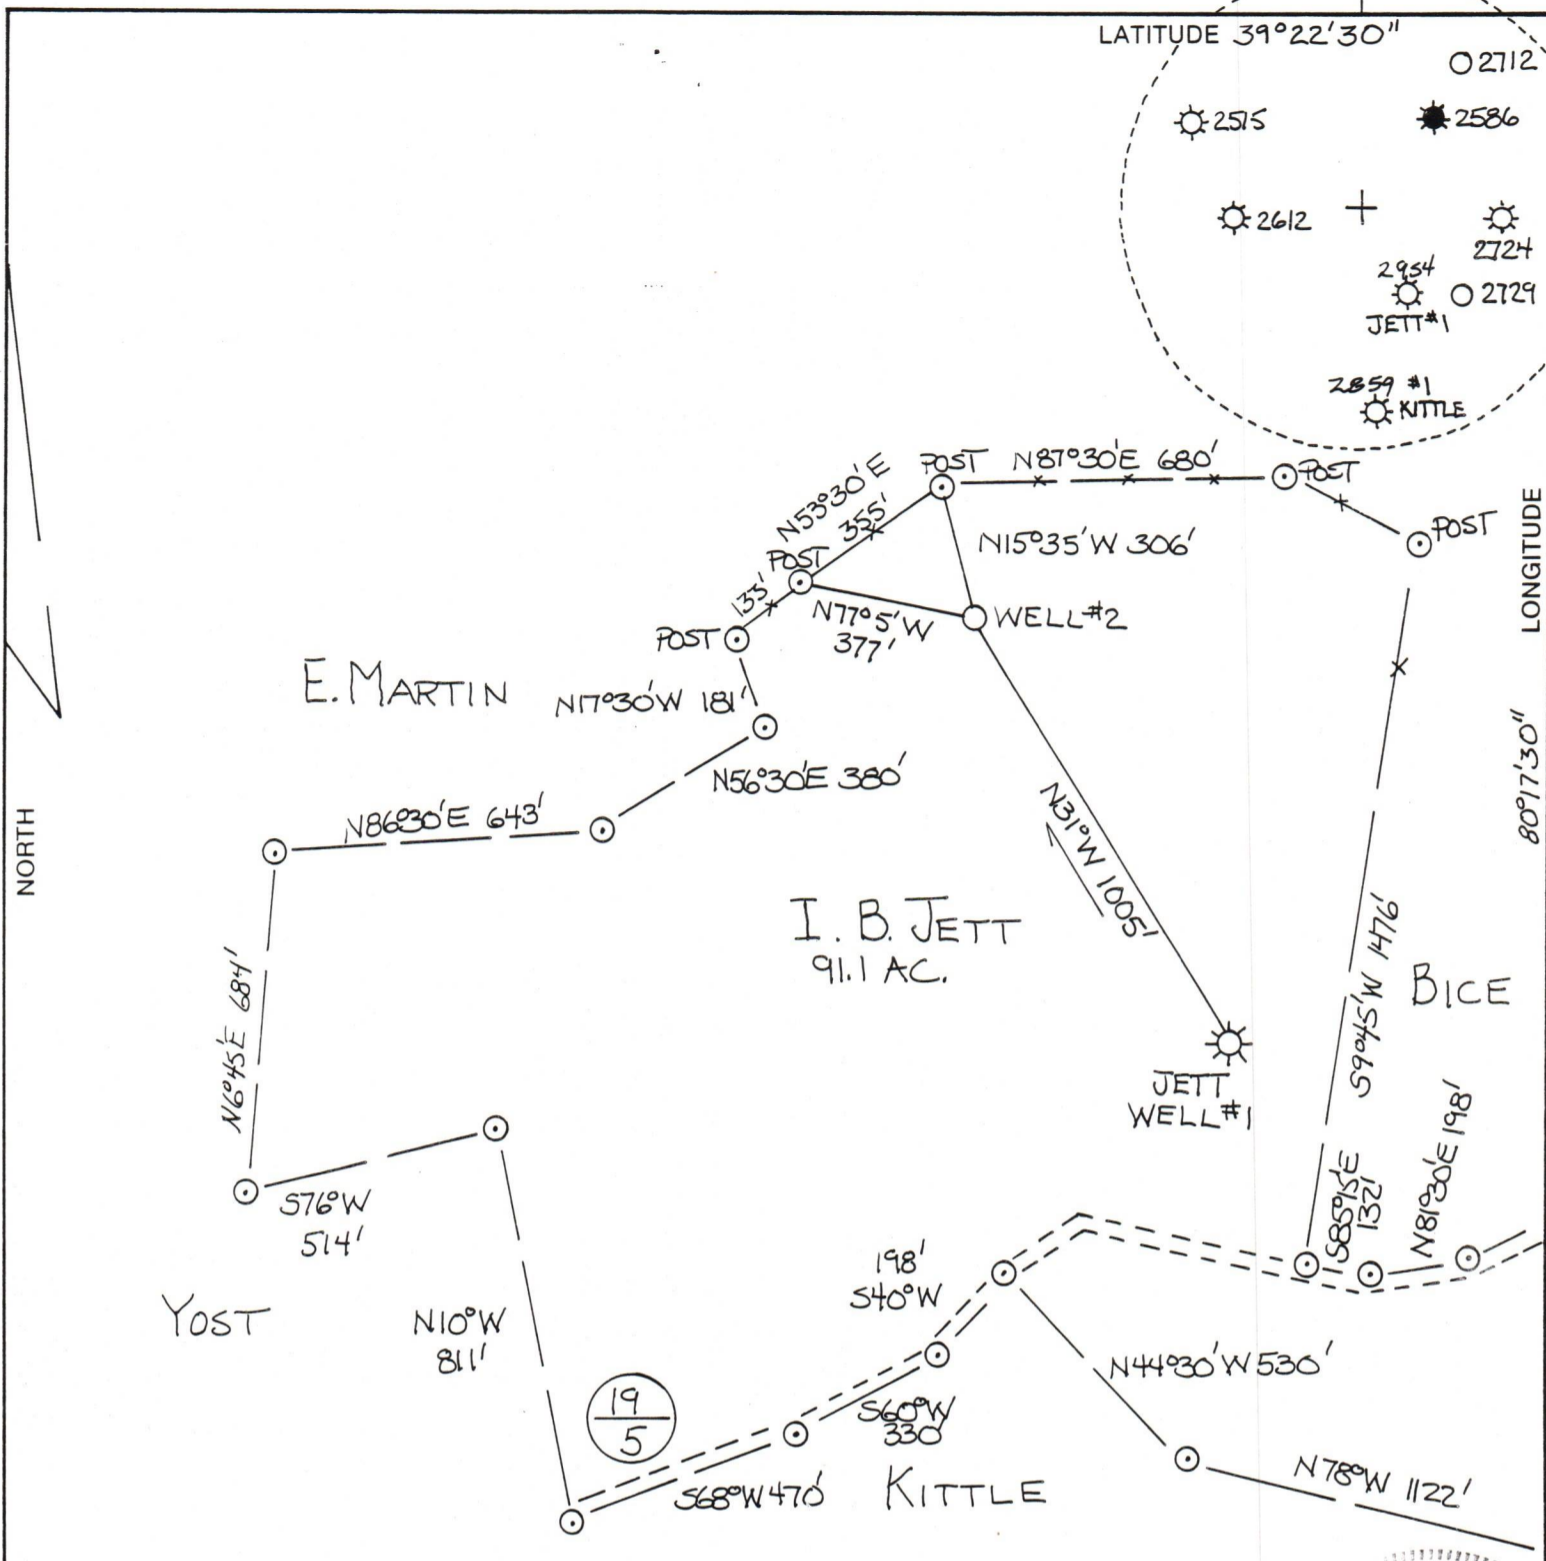 LATITUDE 39°22'30"
2712
2515
2586
2612
2724
2954
JETT #1
2729
2859 #1
KITTLE
POST
N87°30'E 680'
POST
POST
N53°30'E
355'
N15°35'W 306'
LONGITUDE
80°17'30"
POST
133'
N77°5'W
377'
WELL #2
POST
E. MARTIN
N17°30'W 181'
N56°30'E 380'
N86°30'E 643'
NORTH
N31°W 1005'
I. B. JETT
91.1 AC.
S9°45'W 1476'
BICE
N6°45'E 684'
JETT
WELL #1
S76°W
514'
S85°15'E
132'
N81°30'E 198'
198'
S40°W
YOST
N10°W
811'
N44°30'W 530'
19
5
S60°W
330'
S68°W 470'
KITTLE
N78°W 1122'